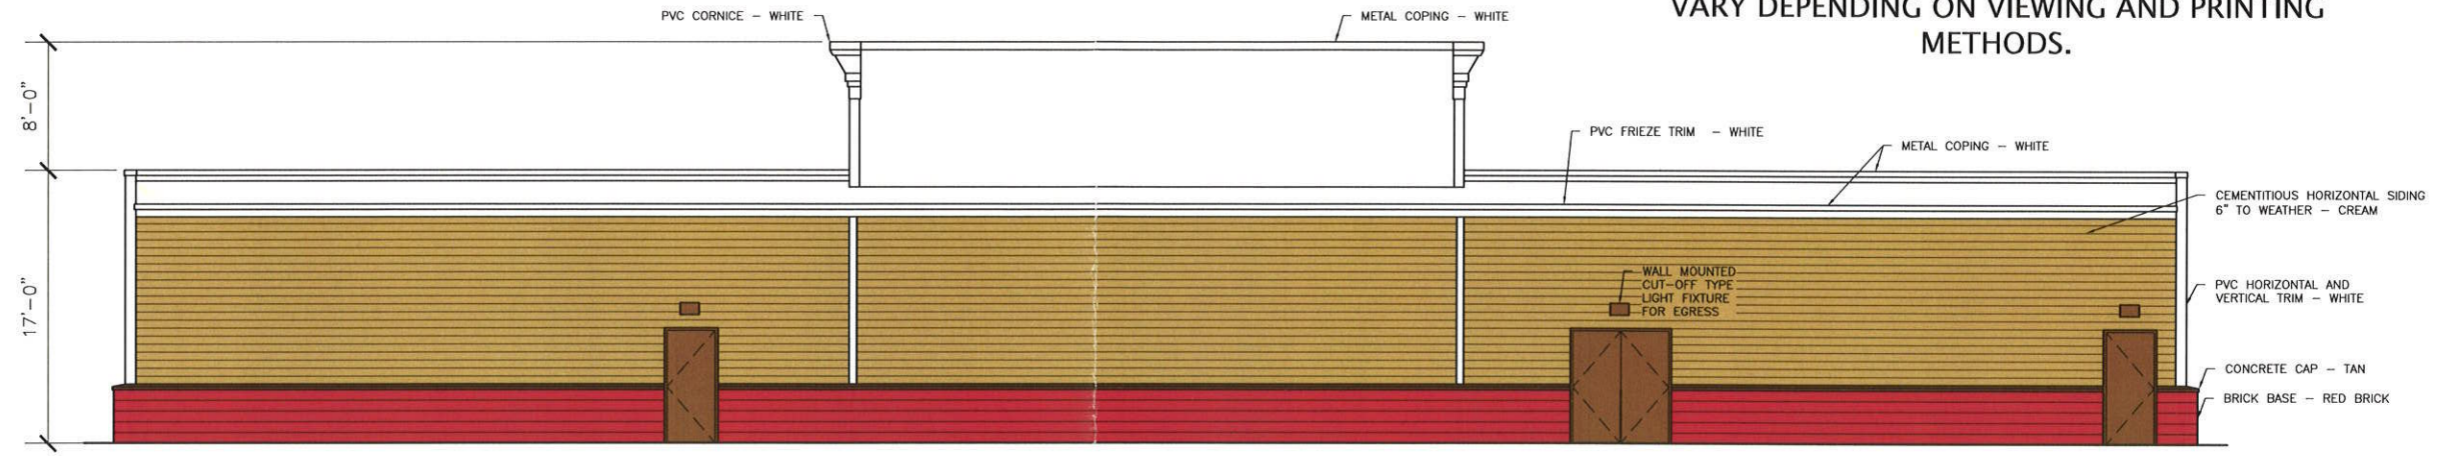 VARY DEPENDING ON VIEWING AND PRINTING
METHODS.
PVC CORNICE – WHITE
METAL COPING – WHITE
8'–0"
PVC FRIEZE TRIM – WHITE
METAL COPING – WHITE
CEMENTITIOUS HORIZONTAL SIDING
6" TO WEATHER – CREAM
WALL MOUNTED
CUT–OFF TYPE
LIGHT FIXTURE
FOR EGRESS
17'–0"
PVC HORIZONTAL AND
VERTICAL TRIM – WHITE
CONCRETE CAP – TAN
BRICK BASE – RED BRICK